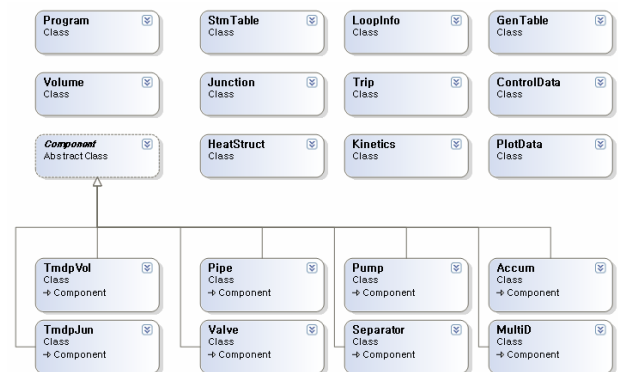 Program
Class
StmTable
Class
LoopInfo
Class
GenTable
Class
Volume
Class
Junction
Class
Trip
Class
ControlData
Class
Component
Abstract Class
HeatStruct
Class
Kinetics
Class
PlotData
Class
TmdpVol
Class
Component
Pipe
Class
Component
Pump
Class
Component
Accum
Class
Component
TmdpJun
Class
Component
Valve
Class
Component
Separator
Class
Component
MultiD
Class
Component